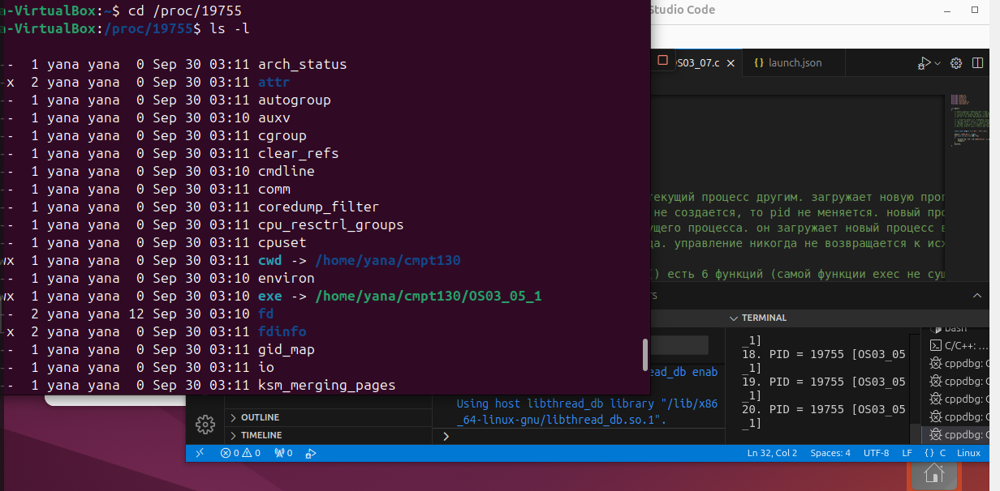 a-VirtualBox:~$ cd /proc/19755
a-VirtualBox:/proc/19755$ ls -l
-- 1 yana yana 0 Sep 30 03:11 arch_status
-x 2 yana yana 0 Sep 30 03:11 attr
-- 1 yana yana 0 Sep 30 03:11 autogroup
-- 1 yana yana 0 Sep 30 03:10 auxv
-- 1 yana yana 0 Sep 30 03:11 cgroup
-- 1 yana yana 0 Sep 30 03:11 clear_refs
-- 1 yana yana 0 Sep 30 03:10 cmdline
-- 1 yana yana 0 Sep 30 03:11 comm
-- 1 yana yana 0 Sep 30 03:11 coredump_filter
-- 1 yana yana 0 Sep 30 03:11 cpu_resctrl_groups
-- 1 yana yana 0 Sep 30 03:11 cpuset
wx 1 yana yana 0 Sep 30 03:11 cwd -> /home/yana/cmpt130
-- 1 yana yana 0 Sep 30 03:11 environ
wx 1 yana yana 0 Sep 30 03:10 exe -> /home/yana/cmpt130/OS03_05_1
-- 2 yana yana 12 Sep 30 03:10 fd
-x 2 yana yana 0 Sep 30 03:11 fdinfo
-- 1 yana yana 0 Sep 30 03:11 gid_map
-- 1 yana yana 0 Sep 30 03:11 io
-- 1 yana yana 0 Sep 30 03:11 ksm_merging_pages
Studio Code
OS03_07.c
{} launch.json
текущий процесс другим. загружает новую прог
не создается, то pid не меняется. новый про
ущего процесса. он загружает новый процесс в
да. управление никогда не возвращается к исх
() есть 6 функций (самой функции exec не сущ
TERMINAL
ead_db enab
Using host libthread_db library "/lib/x86
_64-linux-gnu/libthread_db.so.1".
_1]
18. PID = 19755 [OS03_05
_1]
19. PID = 19755 [OS03_05
_1]
20. PID = 19755 [OS03_05
_1]
bash
C/C++: ...
cppdbg: C
cppdbg: C
cppdbg: C
cppdbg: C
cppdbg: C
OUTLINE
TIMELINE
0 0 0
Ln 32, Col 2 Spaces: 4 UTF-8 LF {} C Linux